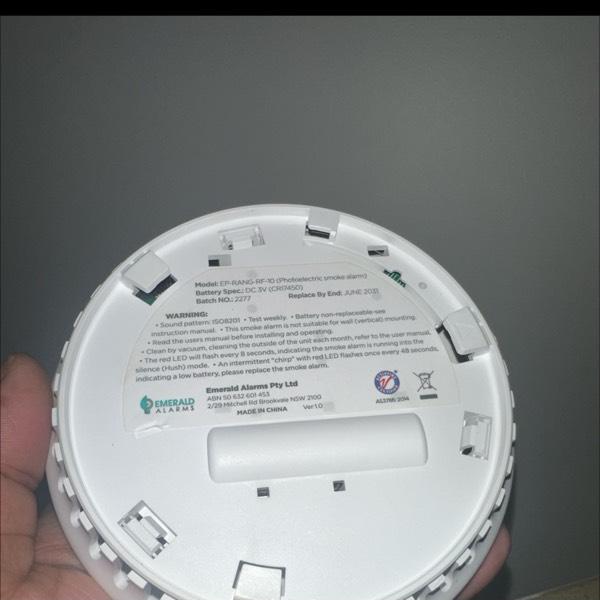 Model: EP-RANG-RF-10 (Photoelectric smoke alarm)
Battery Spec.: DC 3V (CR17450)
Batch NO.: 2277 Replace By End: JUNE 2031
WARNING:
• Sound pattern: ISO8201 • Test weekly. • Battery non-replaceable-see
instruction manual. • This smoke alarm is not suitable for wall (vertical) mounting.
• Read the users manual before installing and operating.
• Clean by vacuum, cleaning the outside of the unit each month, refer to the user manual.
• The red LED will flash every 8 seconds, indicating the smoke alarm is running into the
silence (Hush) mode. • An intermittent "chirp" with red LED flashes once every 48 seconds,
indicating a low battery, please replace the smoke alarm.
EMERALD
ALARMS
Emerald Alarms Pty Ltd
ABN 50 632 601 453
2/29 Mitchell Rd Brookvale NSW 2100
MADE IN CHINA Ver1.0
AS3786:2014